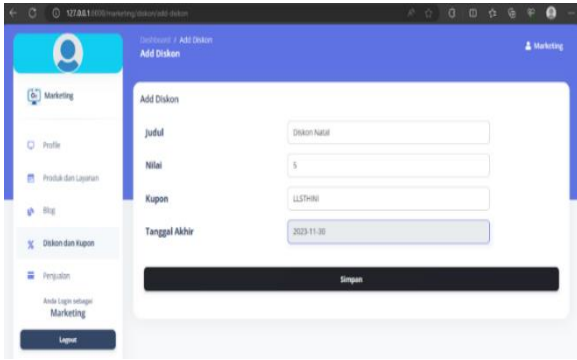 127.0.0.1:8000/marketing/diskon/add-diskon
Dashboard / Add Diskon
Add Diskon
Marketing
Marketing
Profile
Produk dan Layanan
Blog
Diskon dan Kupon
Penjualan
Anda Login sebagai
Marketing
Logout
Add Diskon
Judul
Diskon Natal
Nilai
5
Kupon
Tanggal Akhir
2023-11-30
Simpan